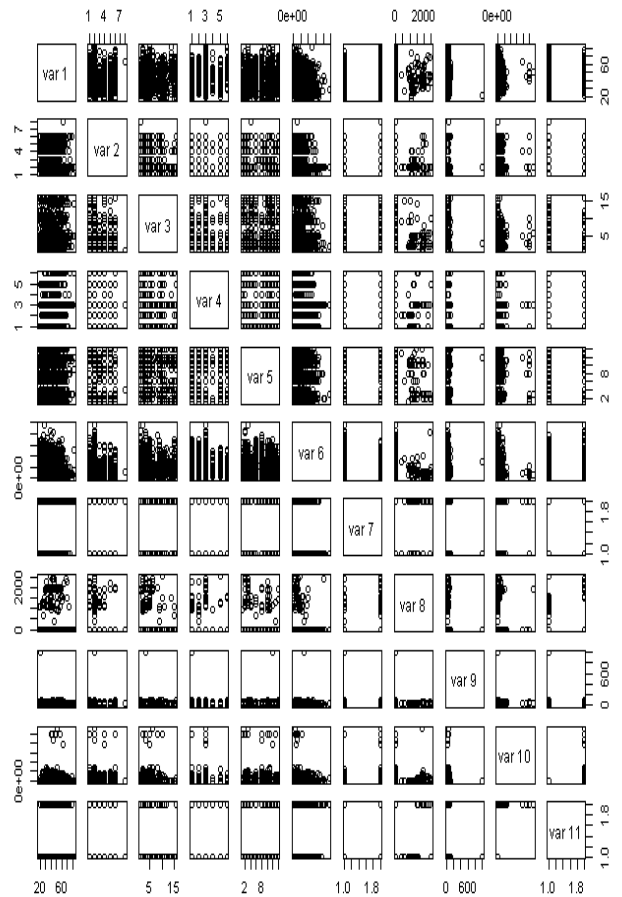 1 4 7
1 3 5
0e+00
0 2000
0e+00
var 1
20 60
1 4 7
var 2
var 3
5 15
1 3 5
var 4
var 5
2 8
0e+00
var 6
var 7
1.0 1.8
0 2000
var 8
var 9
0 600
0e+00
var 10
var 11
1.0 1.8
20 60
5 15
2 8
1.0 1.8
0 600
1.0 1.8